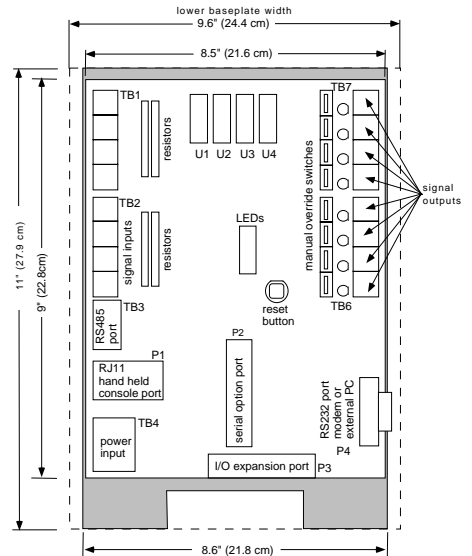 lower baseplate width
9.6" (24.4 cm)
8.5" (21.6 cm)
11" (27.9 cm)
9" (22.8cm)
TB1
resistors
U1 U2 U3 U4
TB7
manual override switches
signal
outputs
TB2
signal inputs
resistors
LEDs
TB6
reset
button
TB3
RS485
port
P1
RJ11
hand held
console port
P2
serial option port
RS232 port
modem or
external PC
P4
TB4
power
input
I/O expansion port
P3
8.6" (21.8 cm)